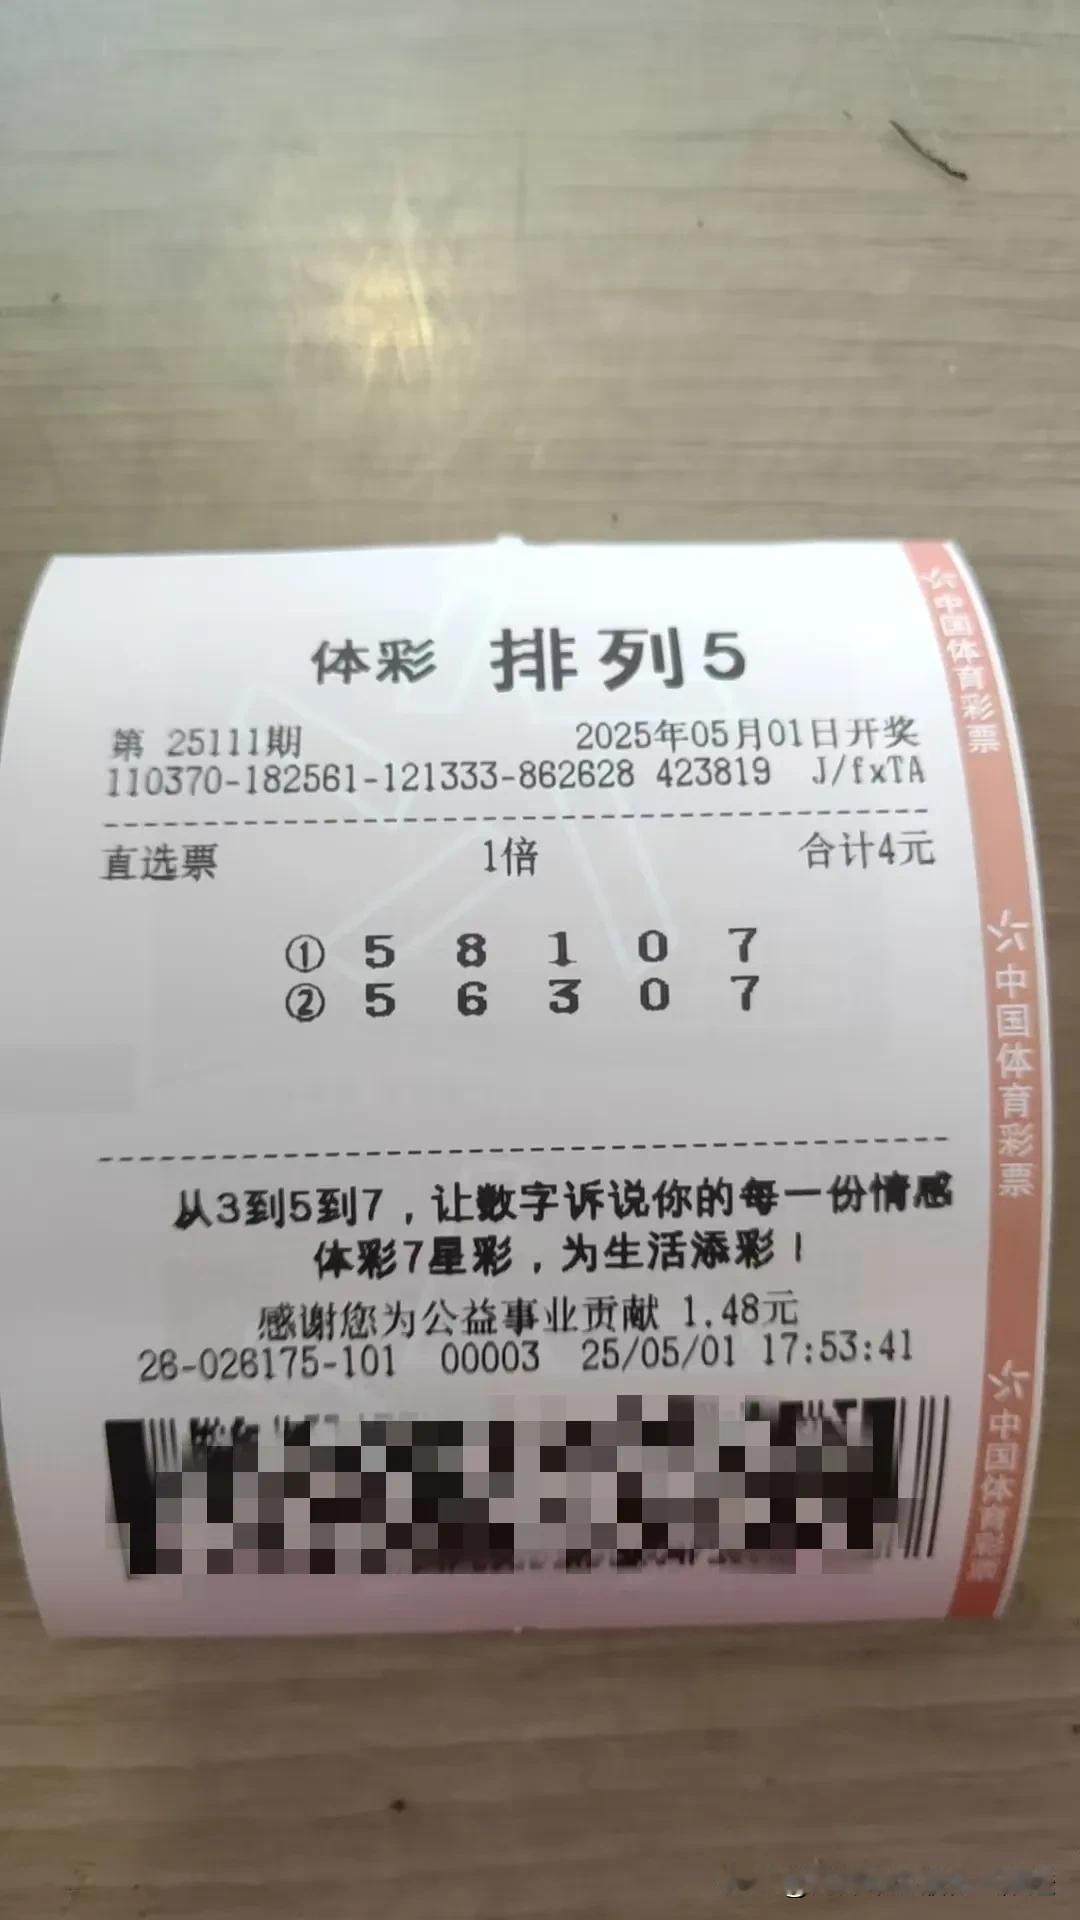 体彩 排列5
第 25111期 2025年05月01日开奖
110370-182561-121333-862628 423819 J/fxTA
直选票 1倍 合计4元
① 5 8 1 0 7
② 5 6 3 0 7
从3到5到7，让数字诉说你的每一份情感
体彩7星彩，为生活添彩！
感谢您为公益事业贡献 1.48元
26-026175-101 00003 25/05/01 17:53:41
中国体育彩票
中国体育彩票
中国体育彩票